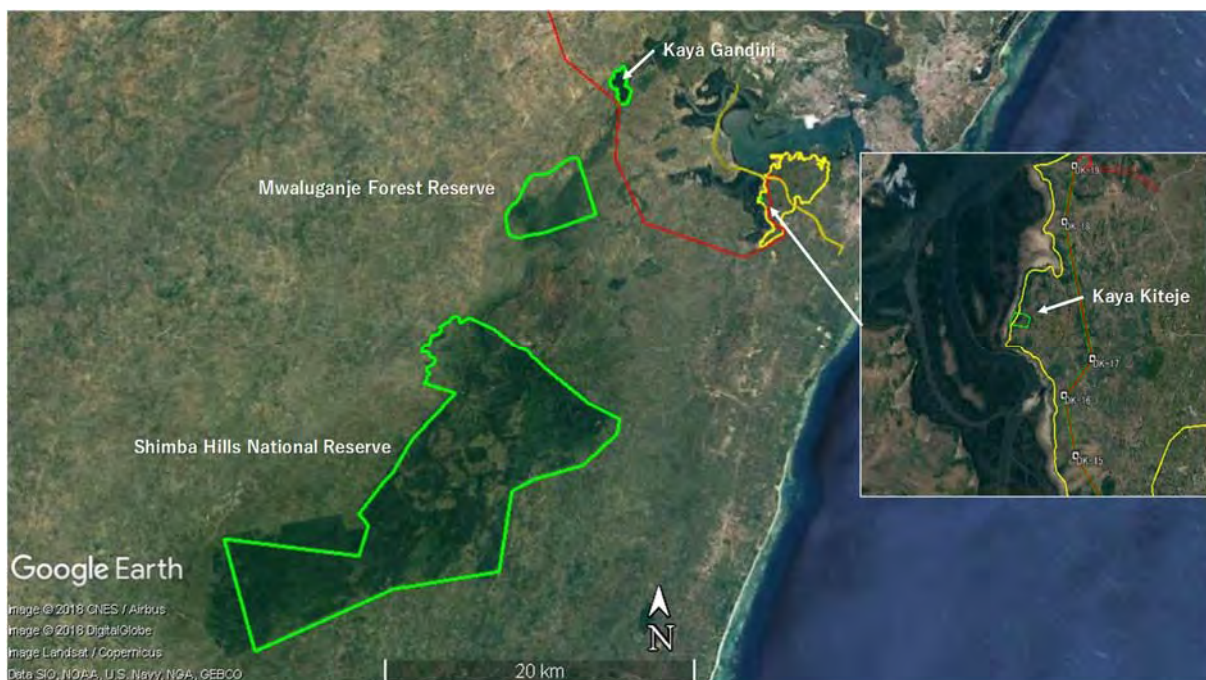 Kaya Gandini
Mwaluganje Forest Reserve
DK-19
DK-18
Kaya Kiteje
DK-17
DK-16
DK-15
Shimba Hills National Reserve
Google Earth
Image © 2018 CNES / Airbus
Image © 2018 DigitalGlobe
Image Landsat / Copernicus
Data SIO, NOAA, U.S. Navy, NGA, GEBCO
N
20 km